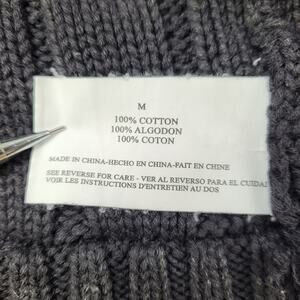 M
100% COTTON
100% ALGODON
100% COTON
MADE IN CHINA-HECHO EN CHINA-FAIT EN CHINE
SEE REVERSE FOR CARE - VER AL REVERSO PARA EL CUIDAD
VOIR LES INSTRUCTIONS D'ENTRETIEN AU DOS